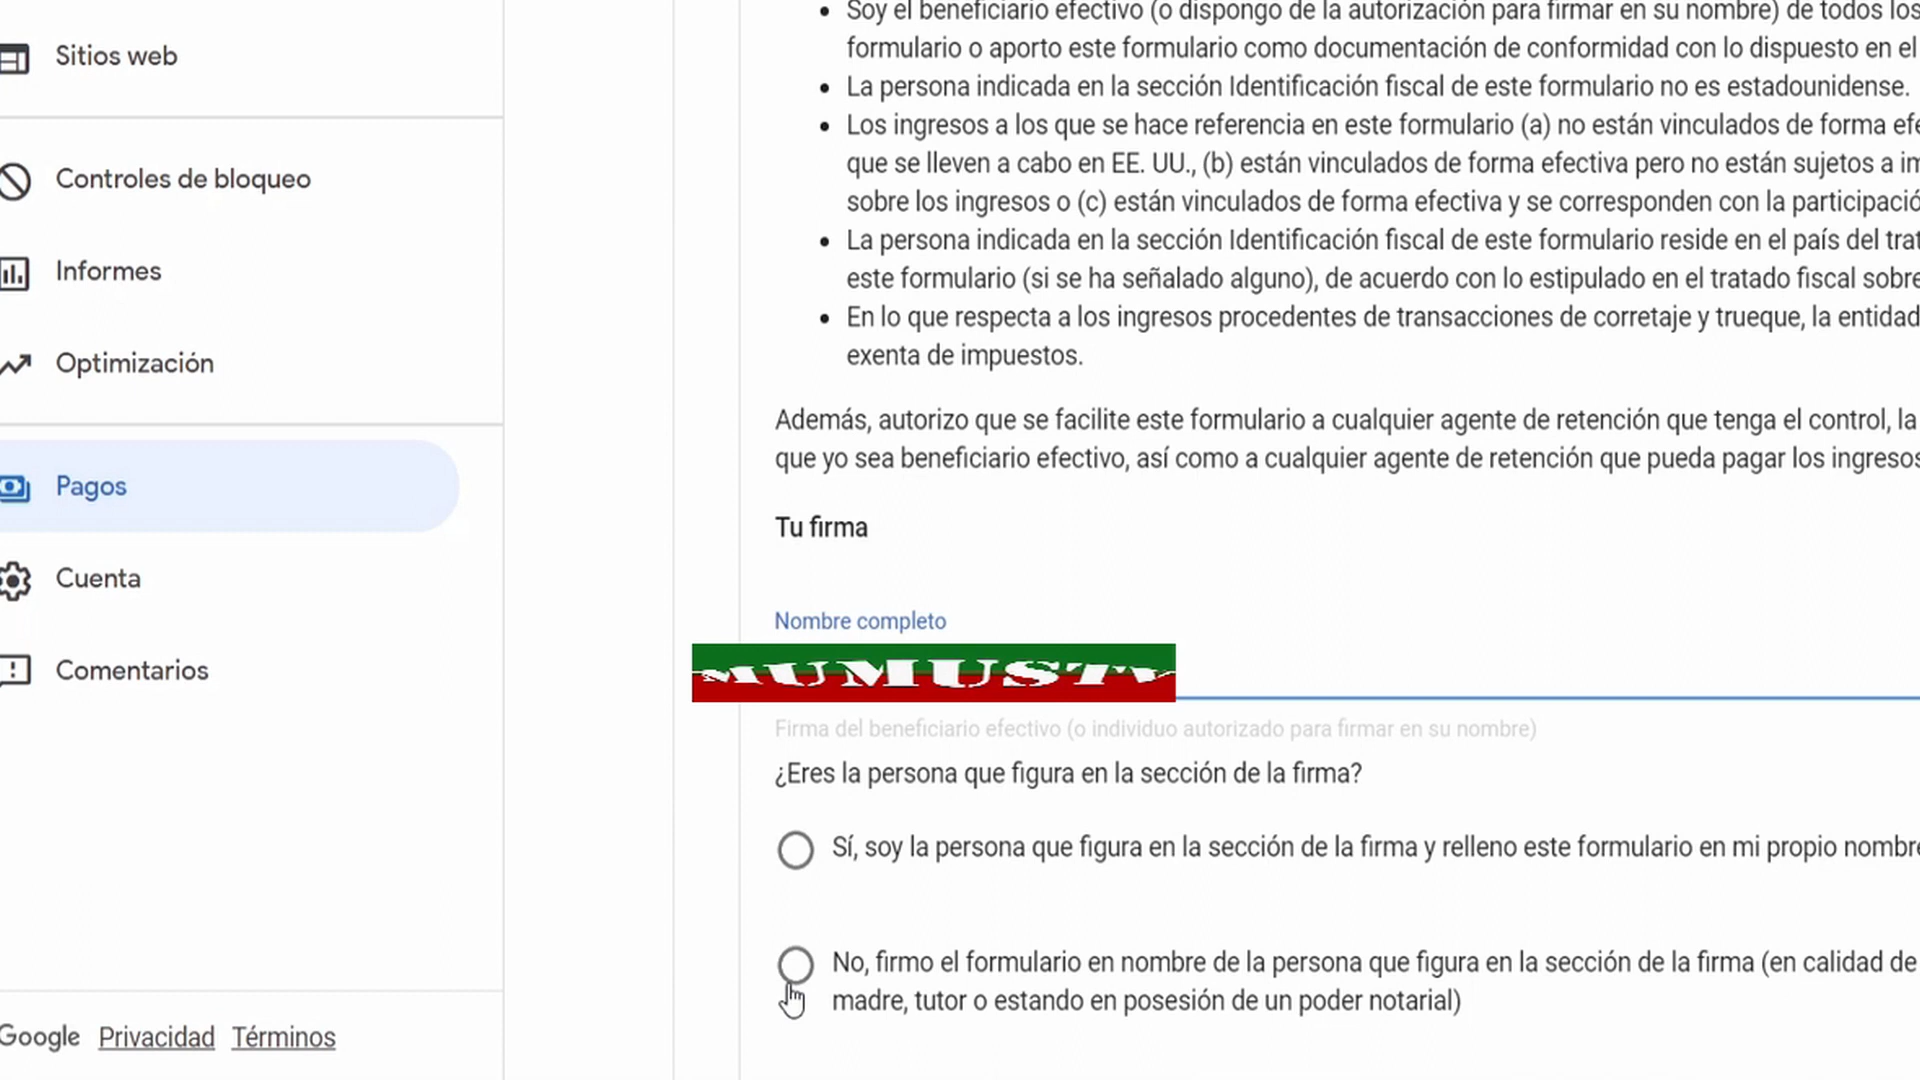 Sitios web
Controles de bloqueo
Informes
Optimización
Pagos
Cuenta
Comentarios
Google Privacidad Términos
Soy el beneficiario efectivo (o dispongo de la autorización para firmar en su nombre) de todos los
formulario o aporto este formulario como documentación de conformidad con lo dispuesto en el
La persona indicada en la sección Identificación fiscal de este formulario no es estadounidense.
Los ingresos a los que se hace referencia en este formulario (a) no están vinculados de forma
que se lleven a cabo en EE. UU., (b) están vinculados de forma efectiva pero no están sujetos a
sobre los ingresos o (c) están vinculados de forma efectiva y se corresponden con la
La persona indicada en la sección Identificación fiscal de este formulario reside en el país del
este formulario (si se ha señalado alguno), de acuerdo con lo estipulado en el tratado fiscal sobre
En lo que respecta a los ingresos procedentes de transacciones de corretaje y trueque, la entidad
exenta de impuestos.
Además, autorizo que se facilite este formulario a cualquier agente de retención que tenga el control, la
que yo sea beneficiario efectivo, así como a cualquier agente de retención que pueda pagar los ingresos
Tu firma
Nombre completo
MUMUSTV
Firma del beneficiario efectivo (o individuo autorizado para firmar en su nombre)
¿Eres la persona que figura en la sección de la firma?
Sí, soy la persona que figura en la sección de la firma y relleno este formulario en mi propio nombre
No, firmo el formulario en nombre de la persona que figura en la sección de la firma (en calidad de
madre, tutor o estando en posesión de un poder notarial)